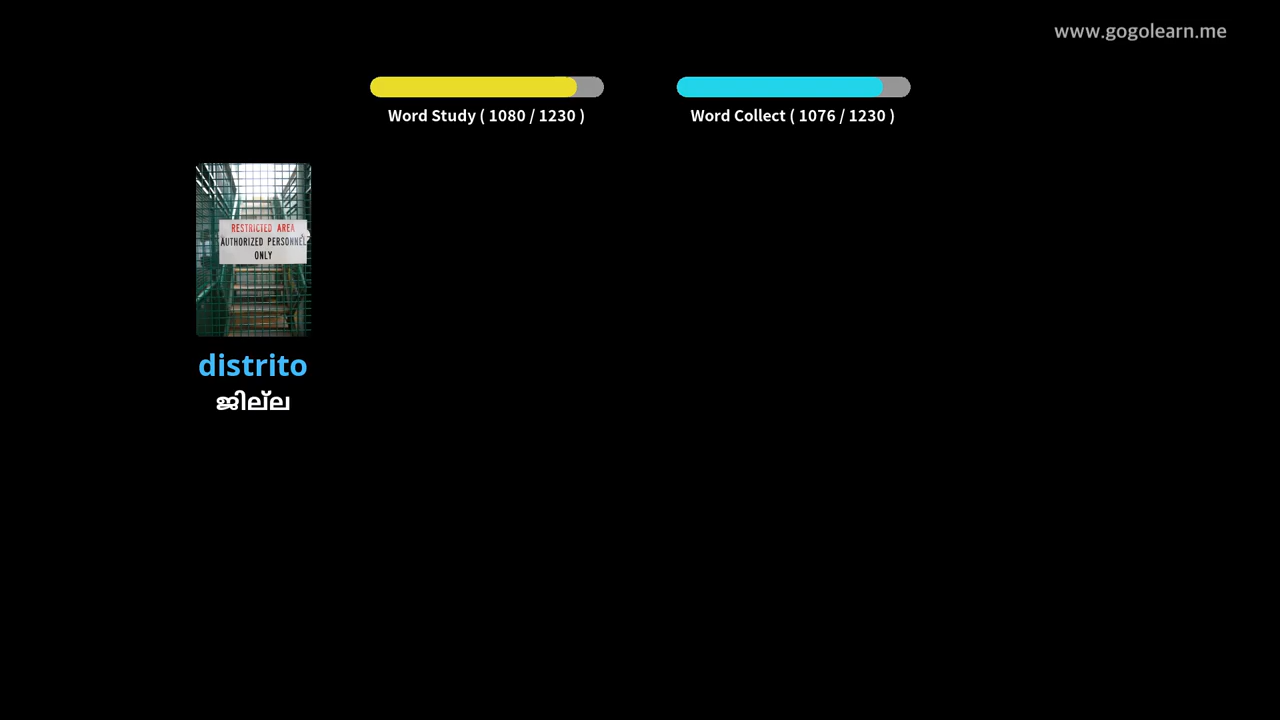 www.gogolearn.me
Word Study ( 1080 / 1230 )
Word Collect ( 1076 / 1230 )
RESTRICTED AREA
AUTHORIZED PERSONNEL
ONLY
distrito
ജില്ല